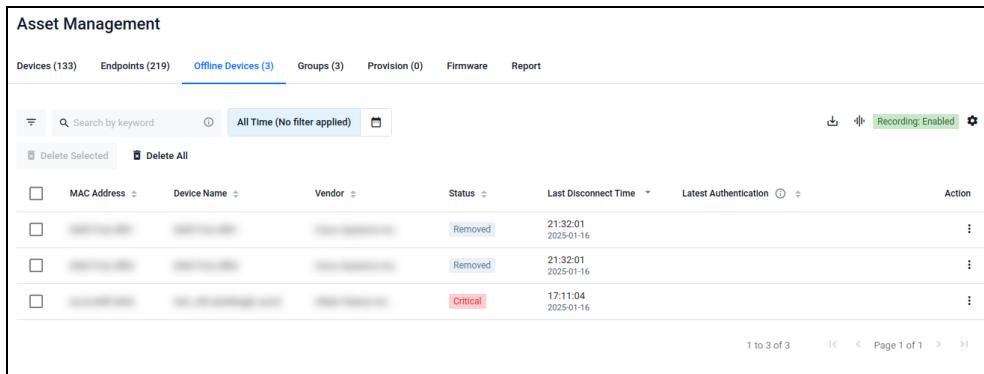 Asset Management
Devices (133) Endpoints (219) Offline Devices (3) Groups (3) Provision (0) Firmware Report
Search by keyword All Time (No filter applied) Recording: Enabled
Delete Selected Delete All
MAC Address Device Name Vendor Status Last Disconnect Time Latest Authentication Action
Removed 21:32:01
2025-01-16
Removed 21:32:01
2025-01-16
Critical 17:11:04
2025-01-16
1 to 3 of 3 Page 1 of 1